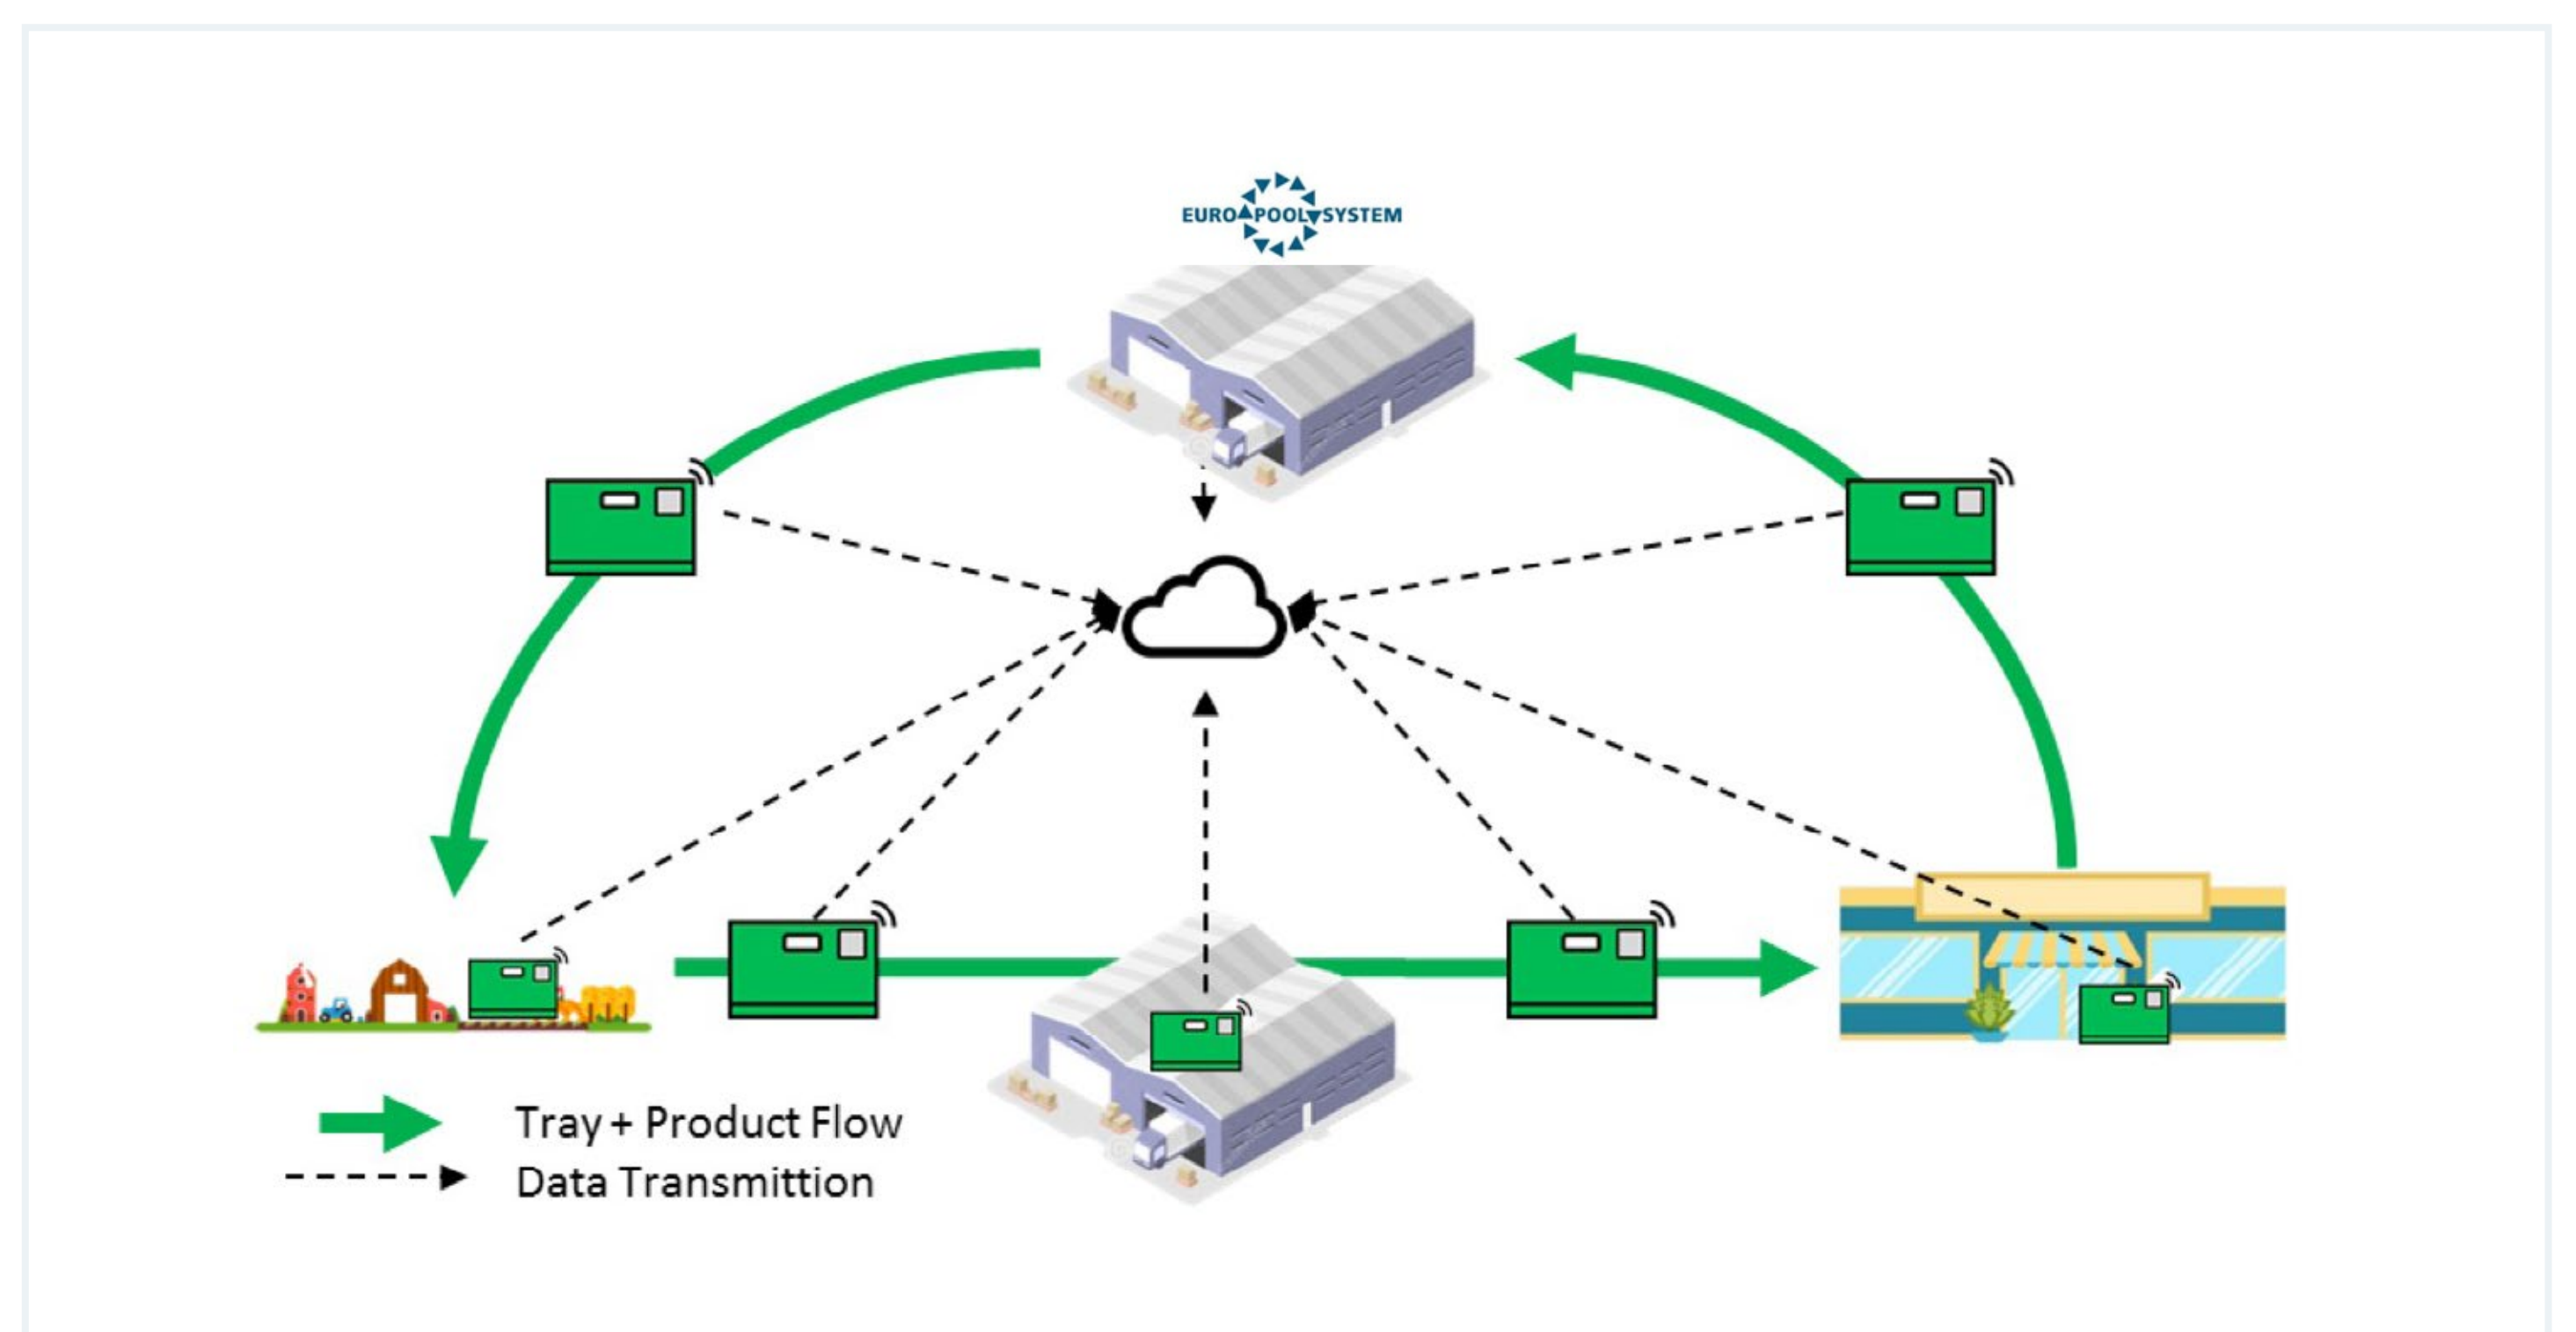 EURO POOL SYSTEM
Tray + Product Flow
Data Transmittion